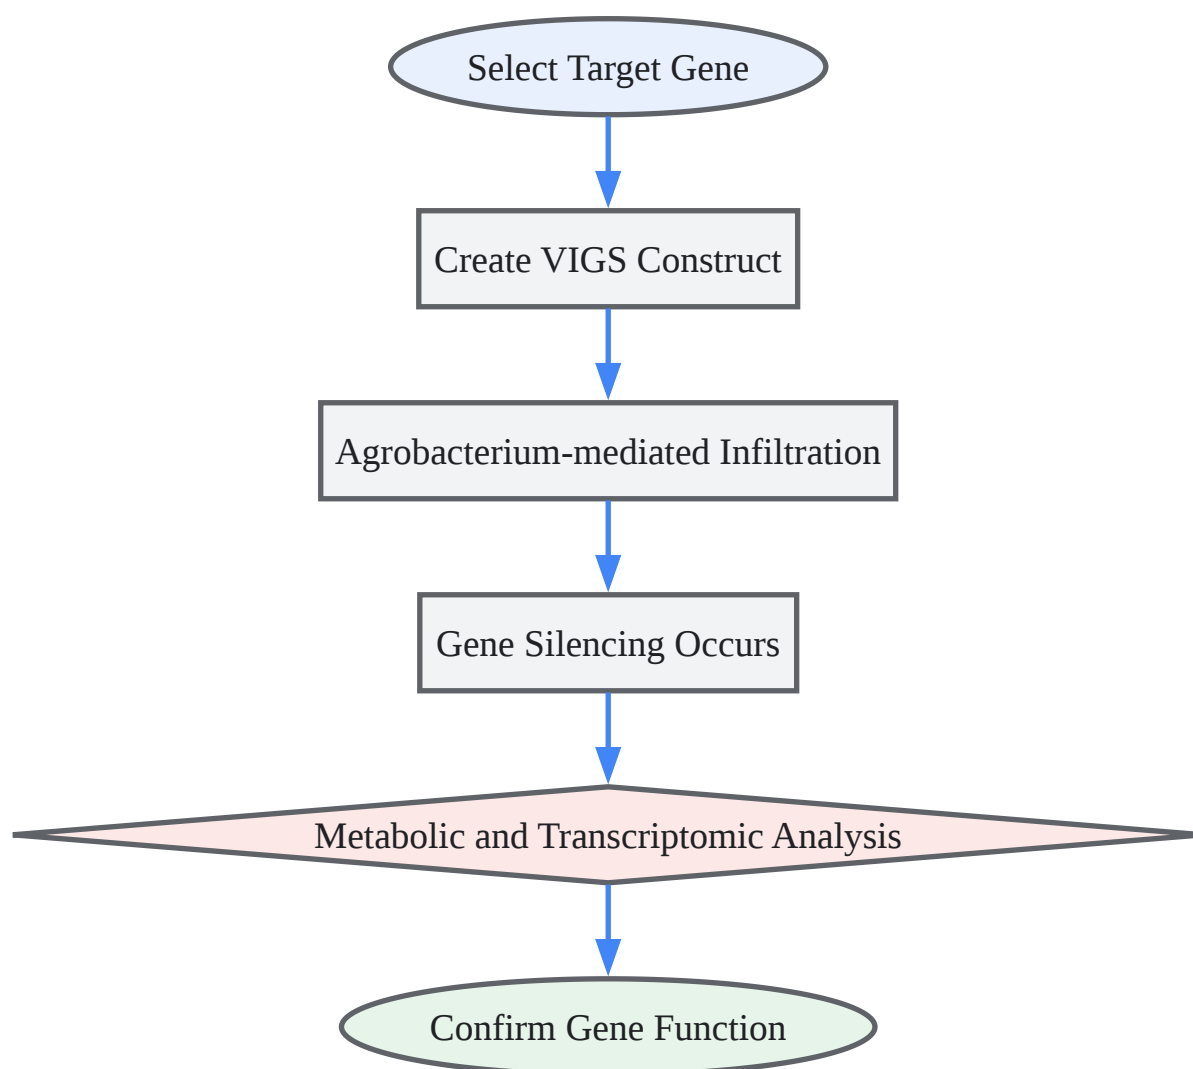 Select Target Gene
Create VIGS Construct
Agrobacterium-mediated Infiltration
Gene Silencing Occurs
Metabolic and Transcriptomic Analysis
Confirm Gene Function